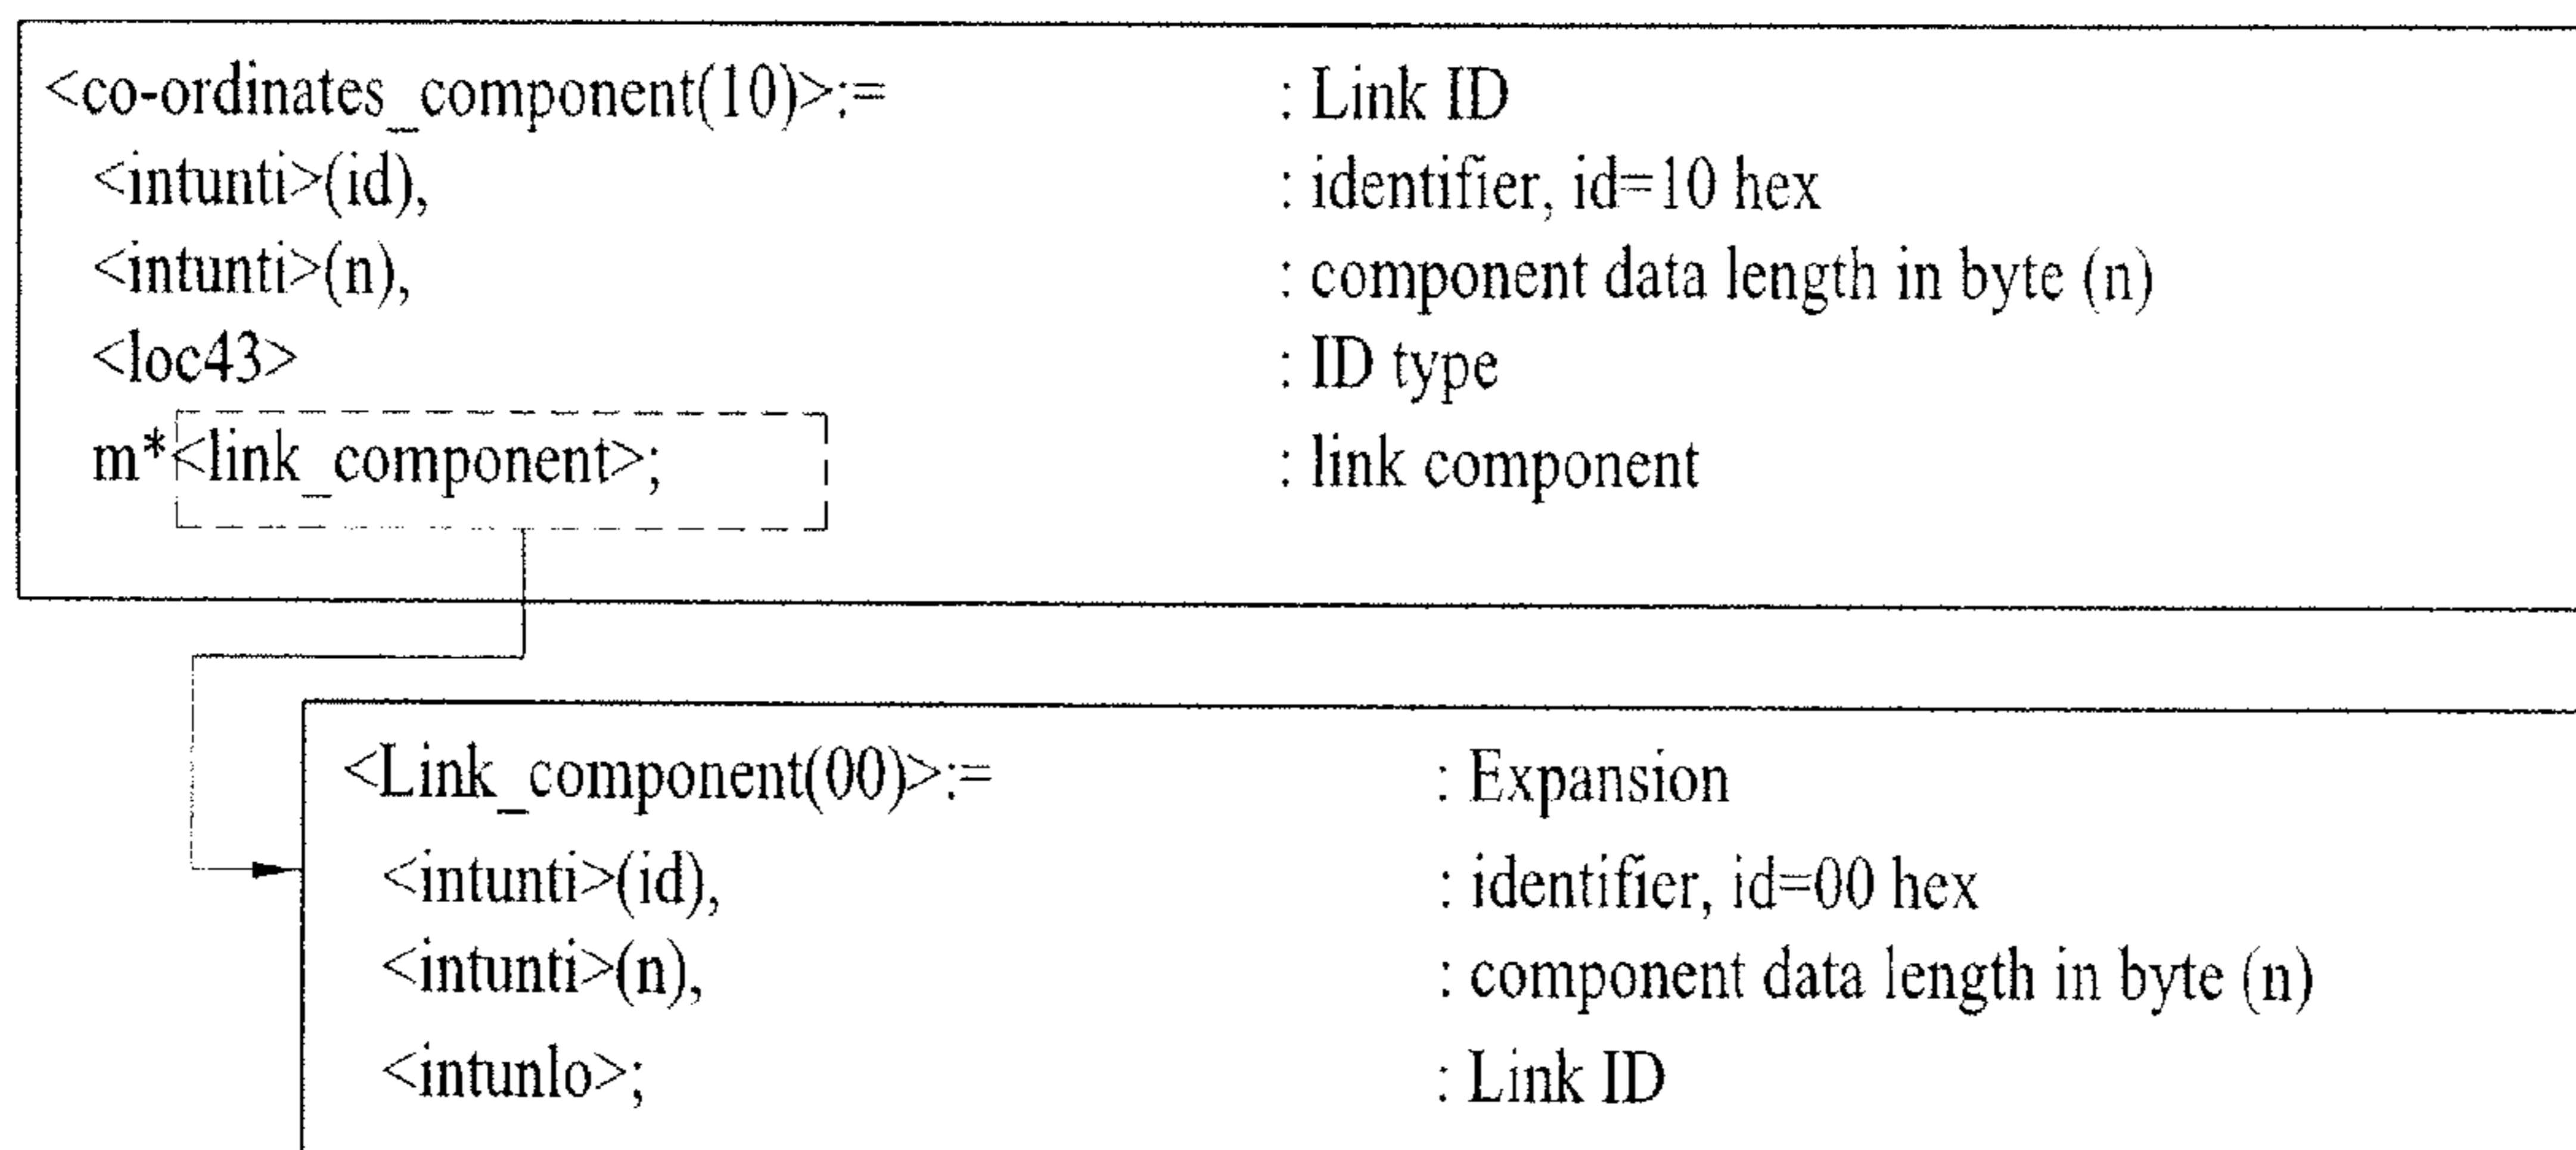 <co-ordinates_component(10)>:= : Link ID
<intunti>(id), : identifier, id=10 hex
<intunti>(n), : component data length in byte (n)
<loc43> : ID type
m*<link_component>; : link component
<Link_component(00)>:= : Expansion
<intunti>(id), : identifier, id=00 hex
<intunti>(n), : component data length in byte (n)
<intunlo>; : Link ID